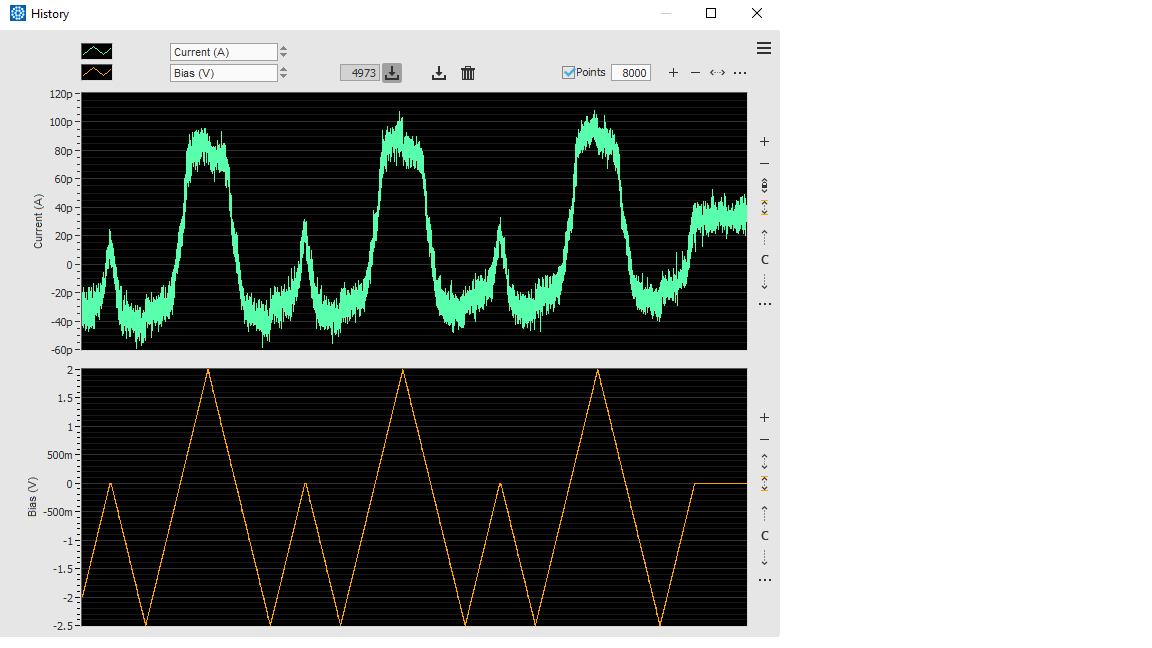 History
Current (A)
Bias (V)
4973
Points
8000
120p
100p
80p
60p
40p
20p
0
-20p
-40p
-60p
Current (A)
C
2
1.5
1
500m
0
-500m
-1
-1.5
-2
-2.5
Bias (V)
C